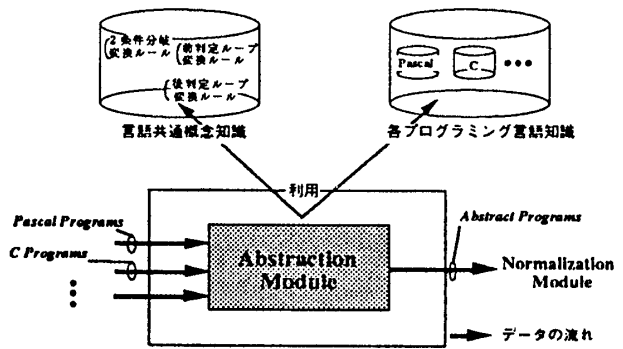 2条件分岐
変換ルール
前判定ループ
変換ルール
後判定ループ
変換ルール
言語共通概念知識
Pascal
C
•••
各プログラミング言語知識
利用
Pascal Programs
C Programs
Abstraction
Module
Abstract Programs
Normalization
Module
データの流れ